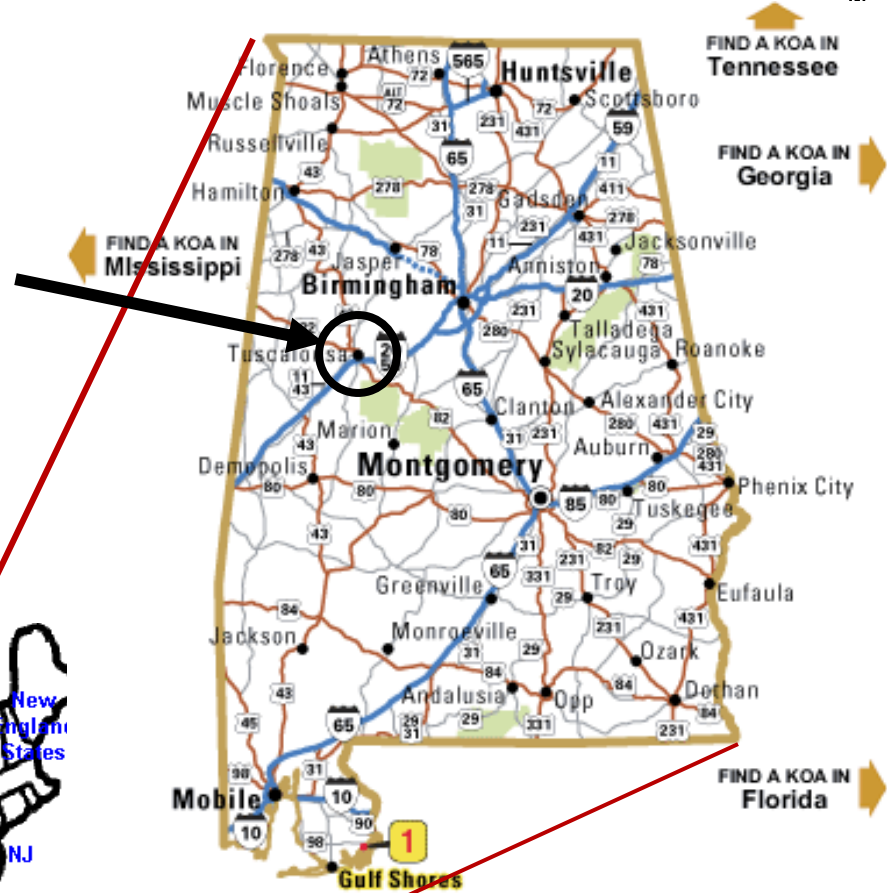 FIND A KOA IN
Tennessee
FIND A KOA IN
Georgia
FIND A KOA IN
MIssissippi
FIND A KOA IN
Florida
Athens
565
Florence
72
Huntsville
ALT
72
Muscle Shoals
72
Scottsboro
31
231
431
59
Russellville
65
11
43
278
278
411
Hamilton
31
Gadsden
278
231
431
278
43
78
11
Jacksonville
Jasper
Anniston
78
Birmingham
20
231
431
280
Talladega
Tuscaloosa
Sylacauga
Roanoke
11
43
65
Clanton
Alexander City
82
280
431
29
31
231
Marion
43
Auburn
280
431
Demopolis
Montgomery
80
80
85
80
80
Phenix City
Tuskegee
80
29
43
31
82
431
231
29
65
331
Greenville
29
Troy
Eufaula
84
231
431
Jackson
Monroeville
31
29
Ozark
84
84
43
Andalusia
Opp
Dothan
84
45
65
29
31
29
331
231
98
31
Mobile
10
90
10
98
1
Gulf Shores
New
England
States
NJ